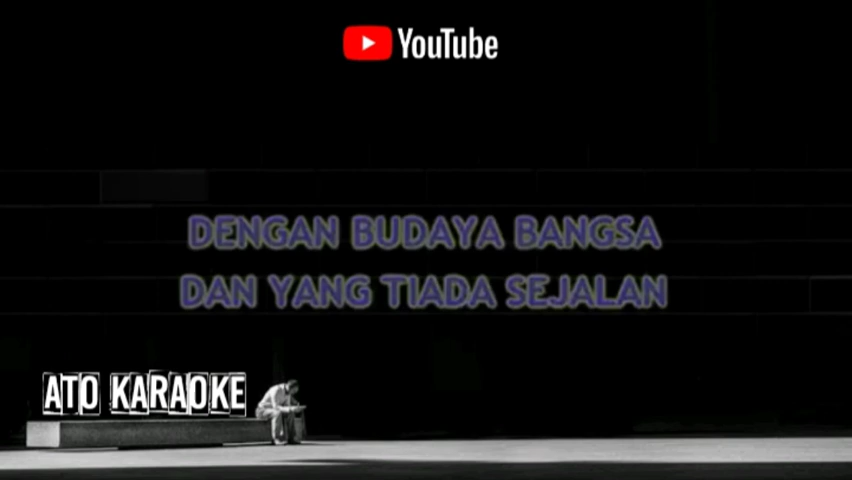 YouTube
DENGAN BUDAYA BANGSA
DAN YANG TIADA SEJALAN
ATO KARAOKE